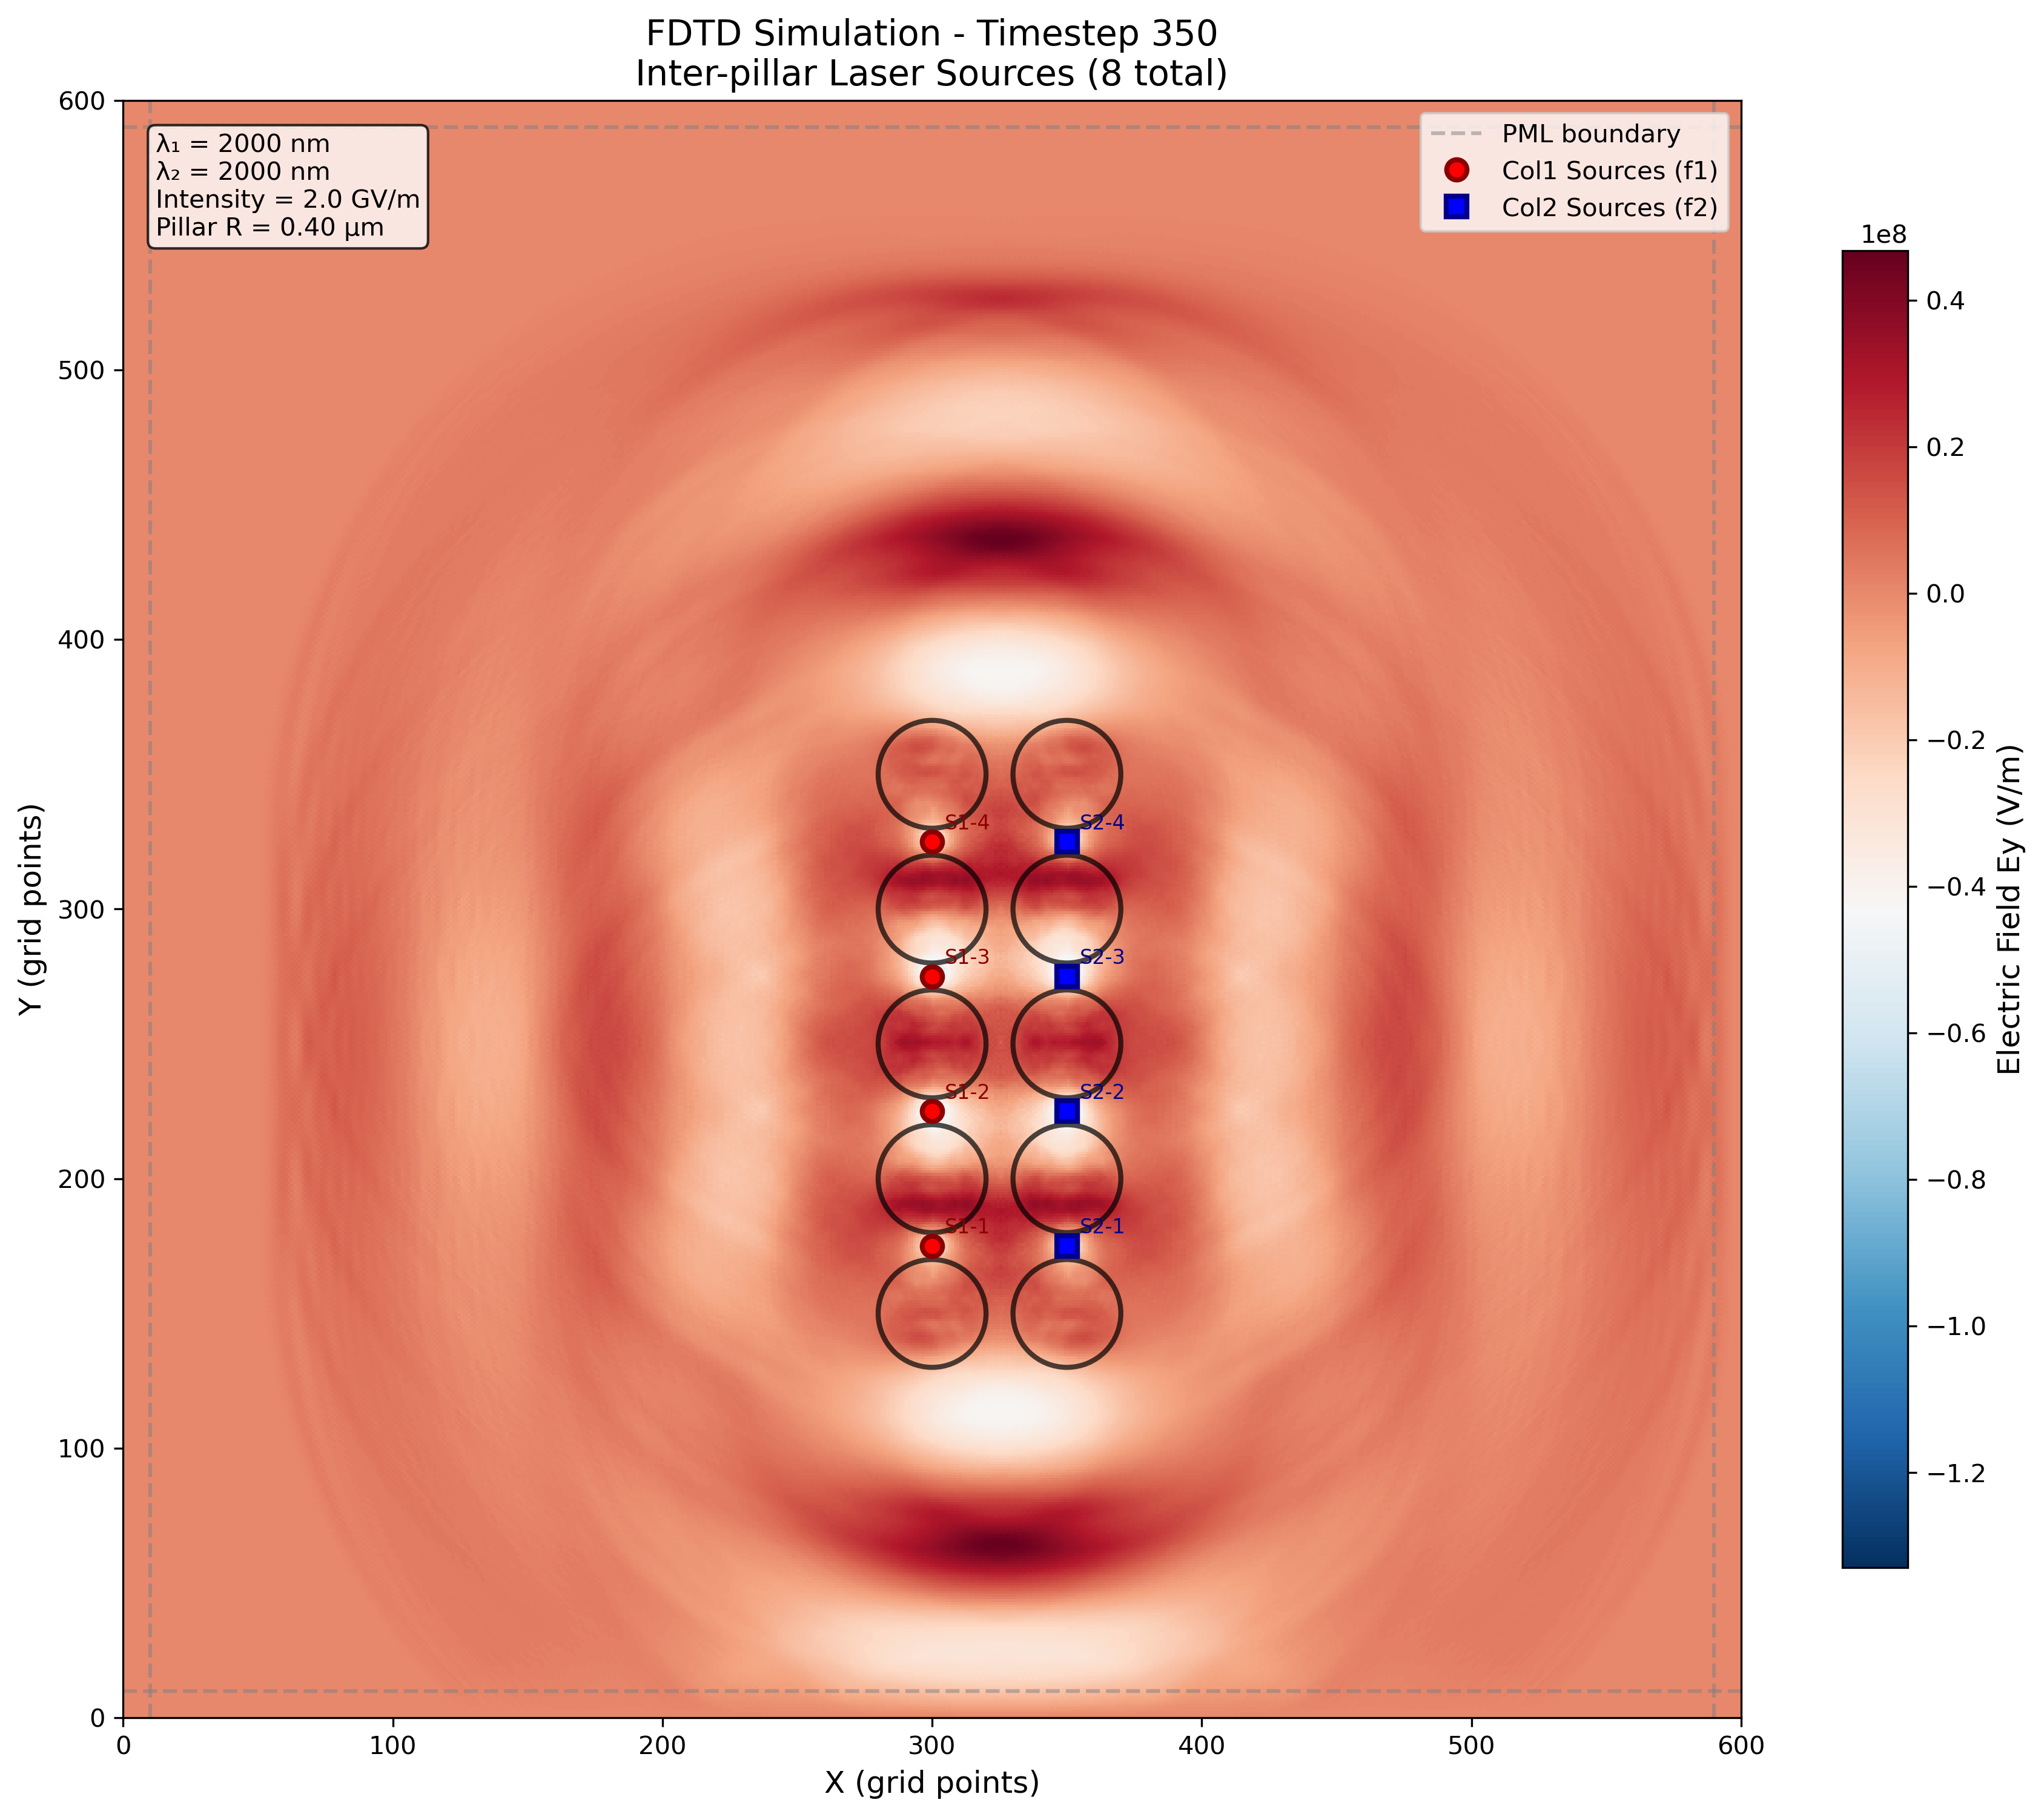 FDTD Simulation - Timestep 350
Inter-pillar Laser Sources (8 total)
λ₁ = 2000 nm
λ₂ = 2000 nm
Intensity = 2.0 GV/m
Pillar R = 0.40 μm
PML boundary
Col1 Sources (f1)
Col2 Sources (f2)
600
500
400
300
200
100
0
Y (grid points)
S1-4
S2-4
S1-3
S2-3
S1-2
S2-2
S1-1
S2-1
0
100
200
300
400
500
600
X (grid points)
1e8
0.4
0.2
0.0
−0.2
−0.4
−0.6
−0.8
−1.0
−1.2
Electric Field Ey (V/m)